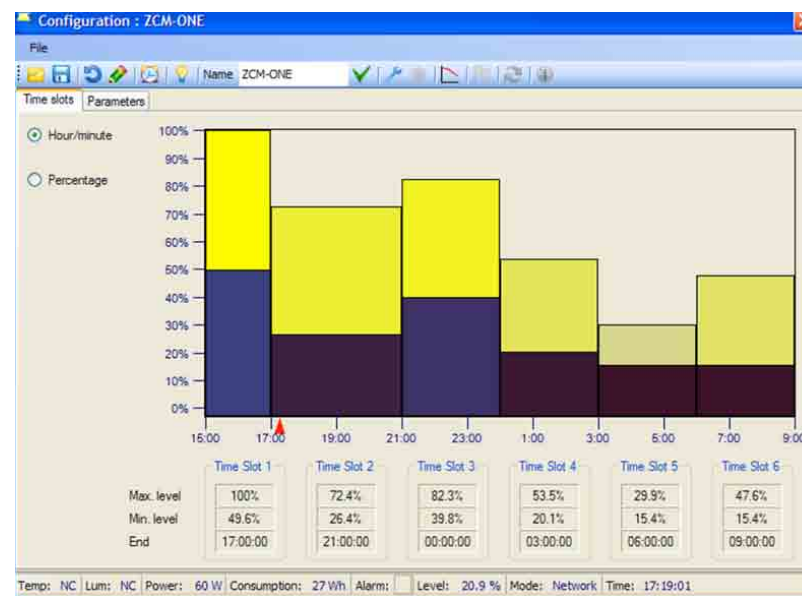 Configuration : ZCM-ONE
File
Name ZCM-ONE
Time slots Parameters
Hour/minute
Percentage
100%
90%
80%
70%
60%
50%
40%
30%
20%
10%
0%
15:00 17:00 19:00 21:00 23:00 1:00 3:00 5:00 7:00 9:00
Time Slot 1 Time Slot 2 Time Slot 3 Time Slot 4 Time Slot 5 Time Slot 6
Max. level 100% 72.4% 82.3% 53.5% 29.9% 47.6%
Min. level 49.6% 26.4% 39.8% 20.1% 15.4% 15.4%
End 17:00:00 21:00:00 00:00:00 03:00:00 06:00:00 09:00:00
Temp: NC Lum: NC Power: 60 W Consumption: 27 Wh Alarm: Level: 20.9 % Mode: Network Time: 17:19:01